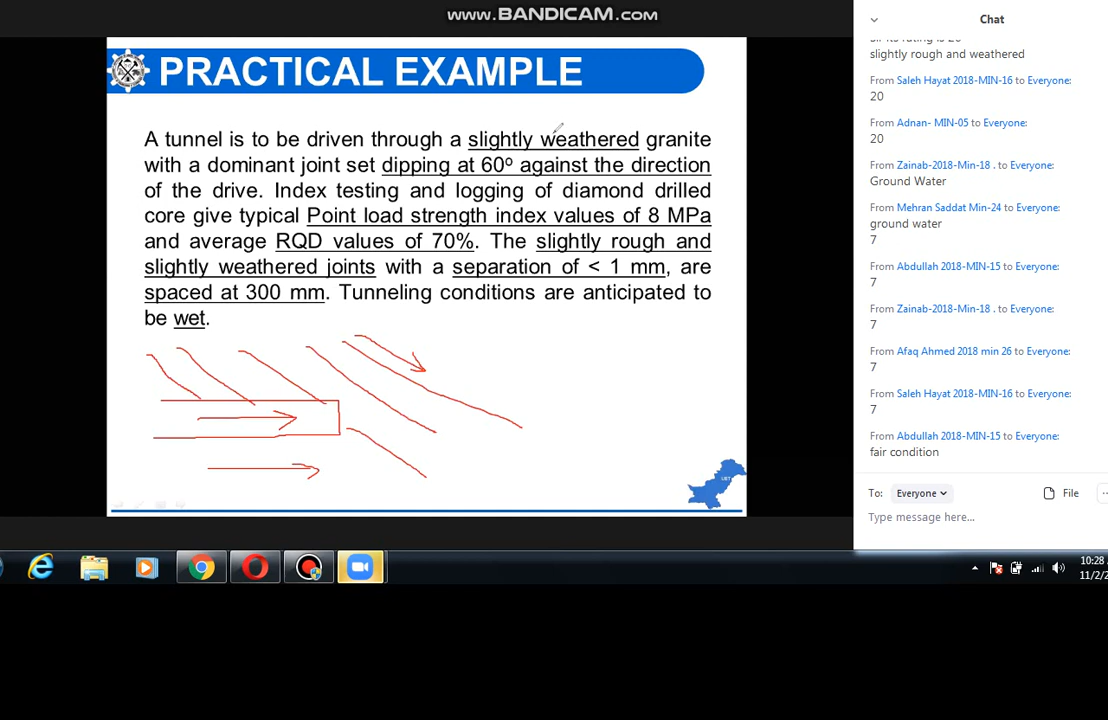 www.BANDICAM.com
PRACTICAL EXAMPLE
A tunnel is to be driven through a slightly weathered granite
with a dominant joint set dipping at 60º against the direction
of the drive. Index testing and logging of diamond drilled
core give typical Point load strength index values of 8 MPa
and average RQD values of 70%. The slightly rough and
slightly weathered joints with a separation of < 1 mm, are
spaced at 300 mm. Tunneling conditions are anticipated to
be wet.
Chat
slightly rough and weathered
From Saleh Hayat 2018-MIN-16 to Everyone:
20
From Adnan- MIN-05 to Everyone:
20
From Zainab-2018-Min-18 . to Everyone:
Ground Water
From Mehran Saddat Min-24 to Everyone:
ground water
7
From Abdullah 2018-MIN-15 to Everyone:
7
From Zainab-2018-Min-18 . to Everyone:
7
From Afaq Ahmed 2018 min 26 to Everyone:
7
From Saleh Hayat 2018-MIN-16 to Everyone:
7
From Abdullah 2018-MIN-15 to Everyone:
fair condition
To: Everyone
File
Type message here...
10:28
11/2/2